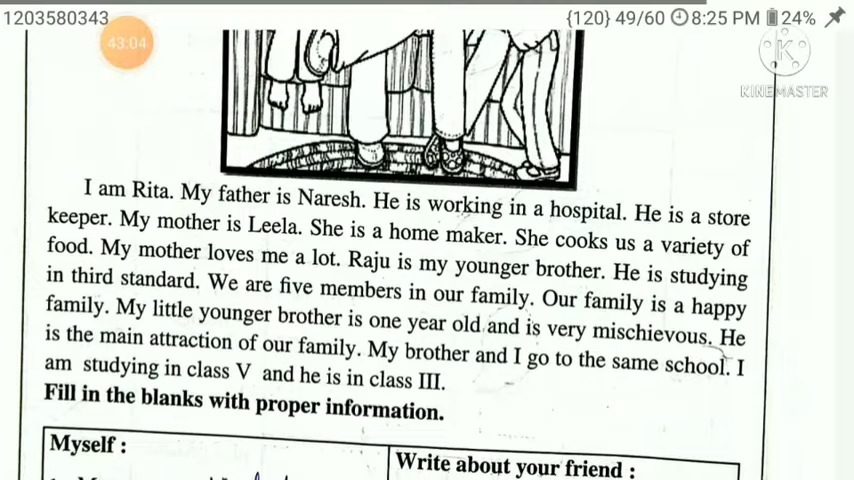 1203580343
{120} 49/60 8:25 PM 24%
43:04
KINEMASTER
I am Rita. My father is Naresh. He is working in a hospital. He is a store
keeper. My mother is Leela. She is a home maker. She cooks us a variety of
food. My mother loves me a lot. Raju is my younger brother. He is studying
in third standard. We are five members in our family. Our family is a happy
family. My little younger brother is one year old and is very mischievous. He
is the main attraction of our family. My brother and I go to the same school. I
am studying in class V and he is in class III.
Fill in the blanks with proper information.
Myself :
Write about your friend :